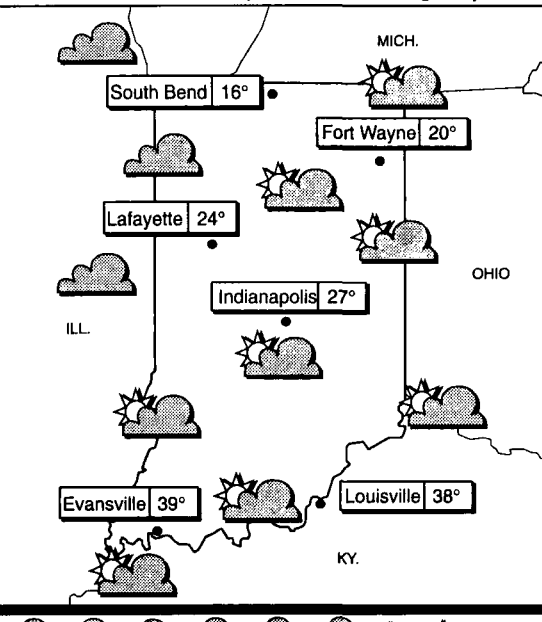 MICH.
South Bend 16°
Fort Wayne 20°
Lafayette 24°
OHIO
Indianapolis 27°
ILL.
Evansville 39°
Louisville 38°
KY.